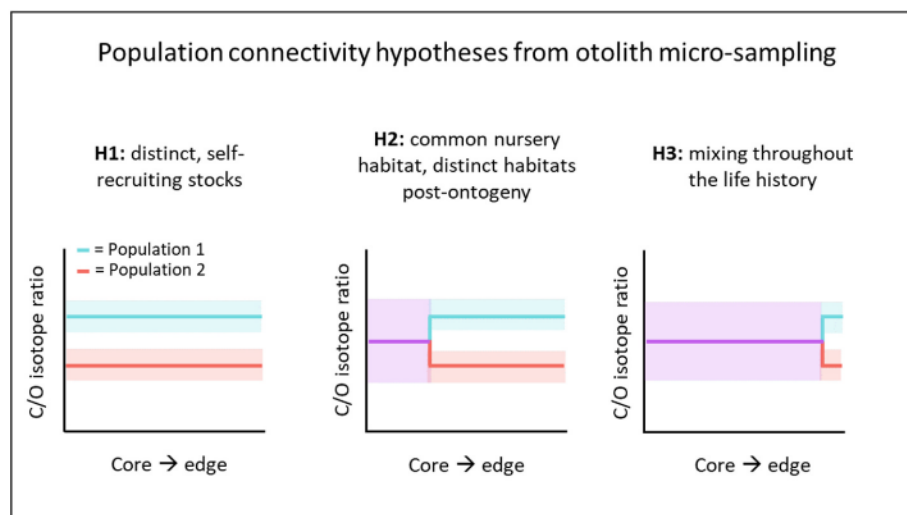 Population connectivity hypotheses from otolith micro-sampling
H1: distinct, self-
recruiting stocks
= Population 1
= Population 2
C/O isotope ratio
Core → edge
H2: common nursery
habitat, distinct habitats
post-ontogeny
C/O isotope ratio
Core → edge
H3: mixing throughout
the life history
C/O isotope ratio
Core → edge